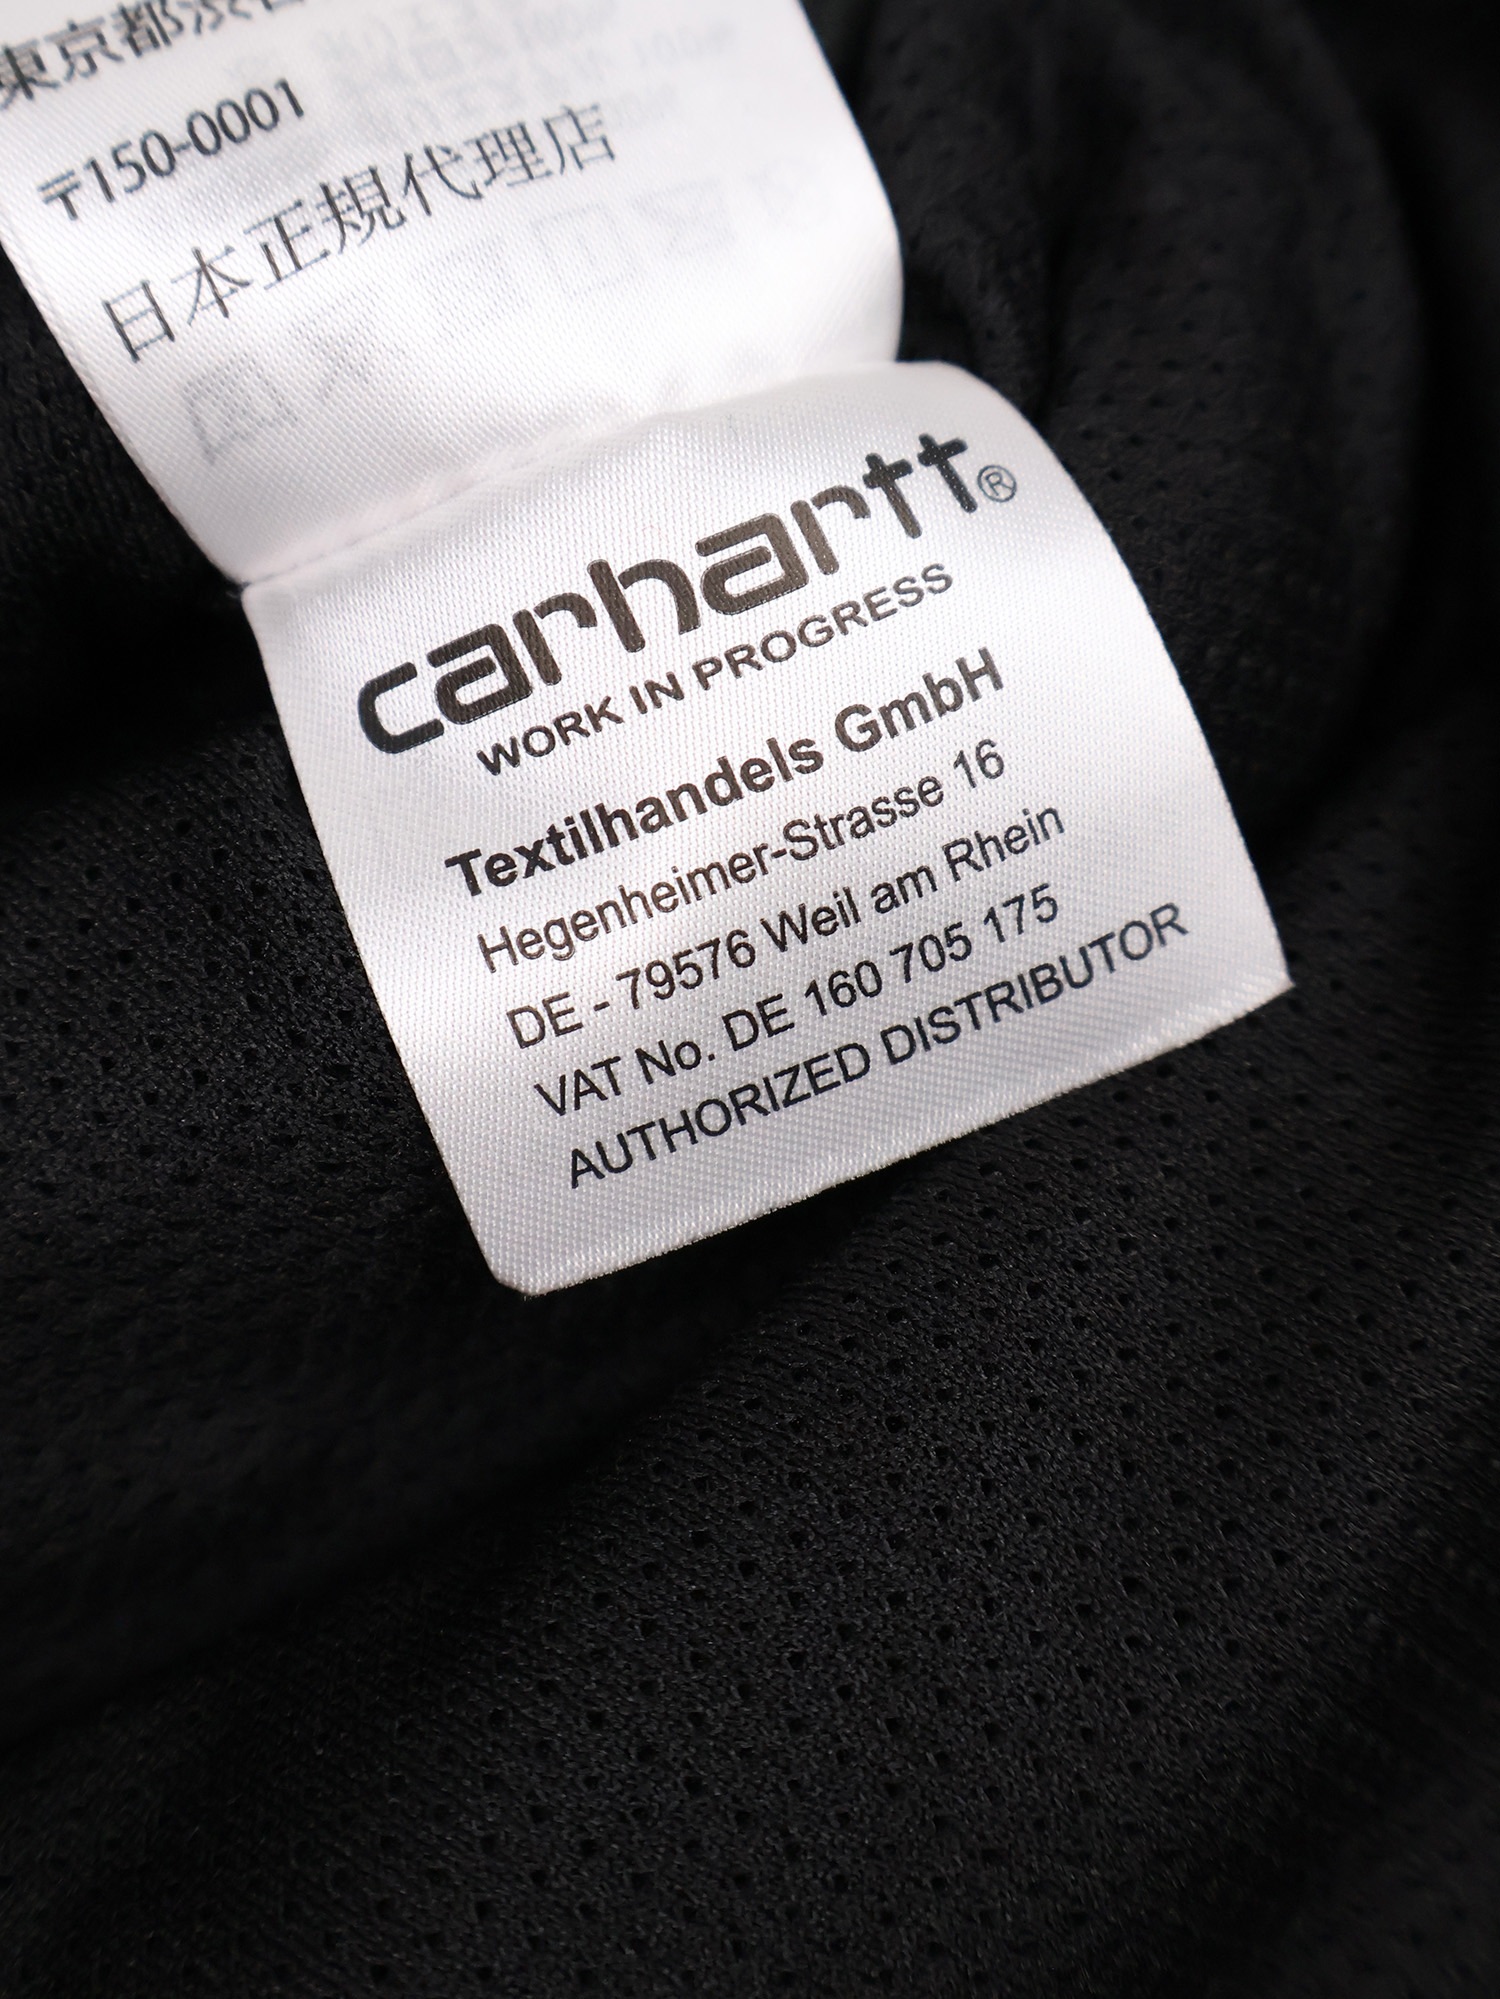 東京都渋
〒150-0001
日本正規代理店
carhartt®
WORK IN PROGRESS
Textilhandels GmbH
Hegenheimer-Strasse 16
DE - 79576 Weil am Rhein
VAT No. DE 160 705 175
AUTHORIZED DISTRIBUTOR